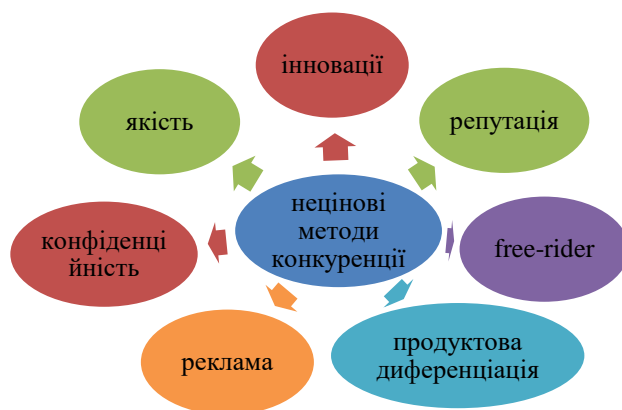 інновації
якість
репутація
нецінові
методи
конкуренції
конфіденці
йність
free-rider
реклама
продуктова
диференціація